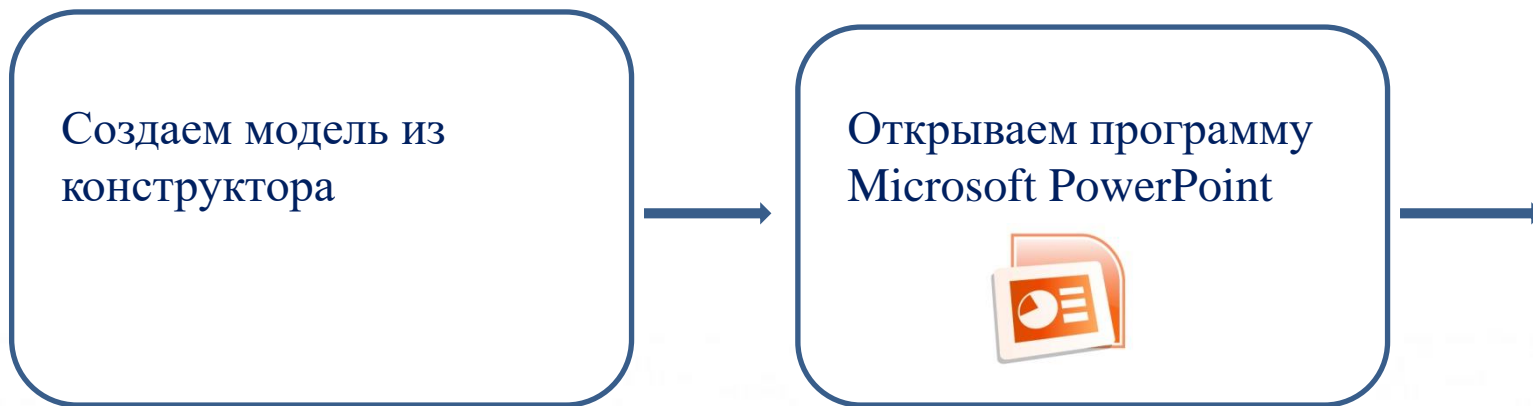 Создаем модель из
конструктора
Открываем программу
Microsoft PowerPoint